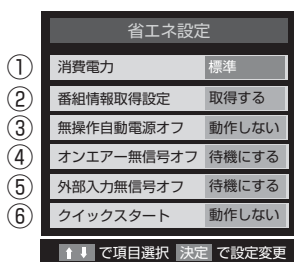 省エネ設定
① 消費電力 標準
② 番組情報取得設定 取得する
③ 無操作自動電源オフ 動作しない
④ オンエアー無信号オフ 待機にする
⑤ 外部入力無信号オフ 待機にする
⑥ クイックスタート 動作しない
⬆⬇ で項目選択 決定 で設定変更